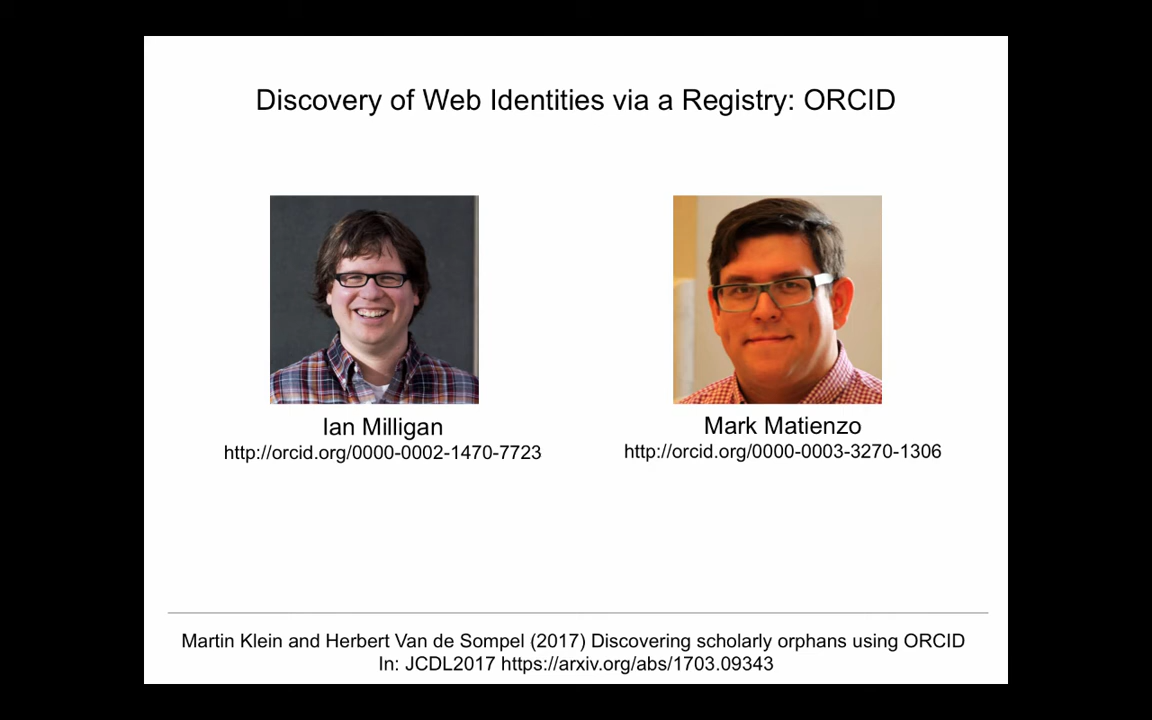 Discovery of Web Identities via a Registry: ORCID
Ian Milligan
http://orcid.org/0000-0002-1470-7723
Mark Matienzo
http://orcid.org/0000-0003-3270-1306
Martin Klein and Herbert Van de Sompel (2017) Discovering scholarly orphans using ORCID
In: JCDL2017 https://arxiv.org/abs/1703.09343